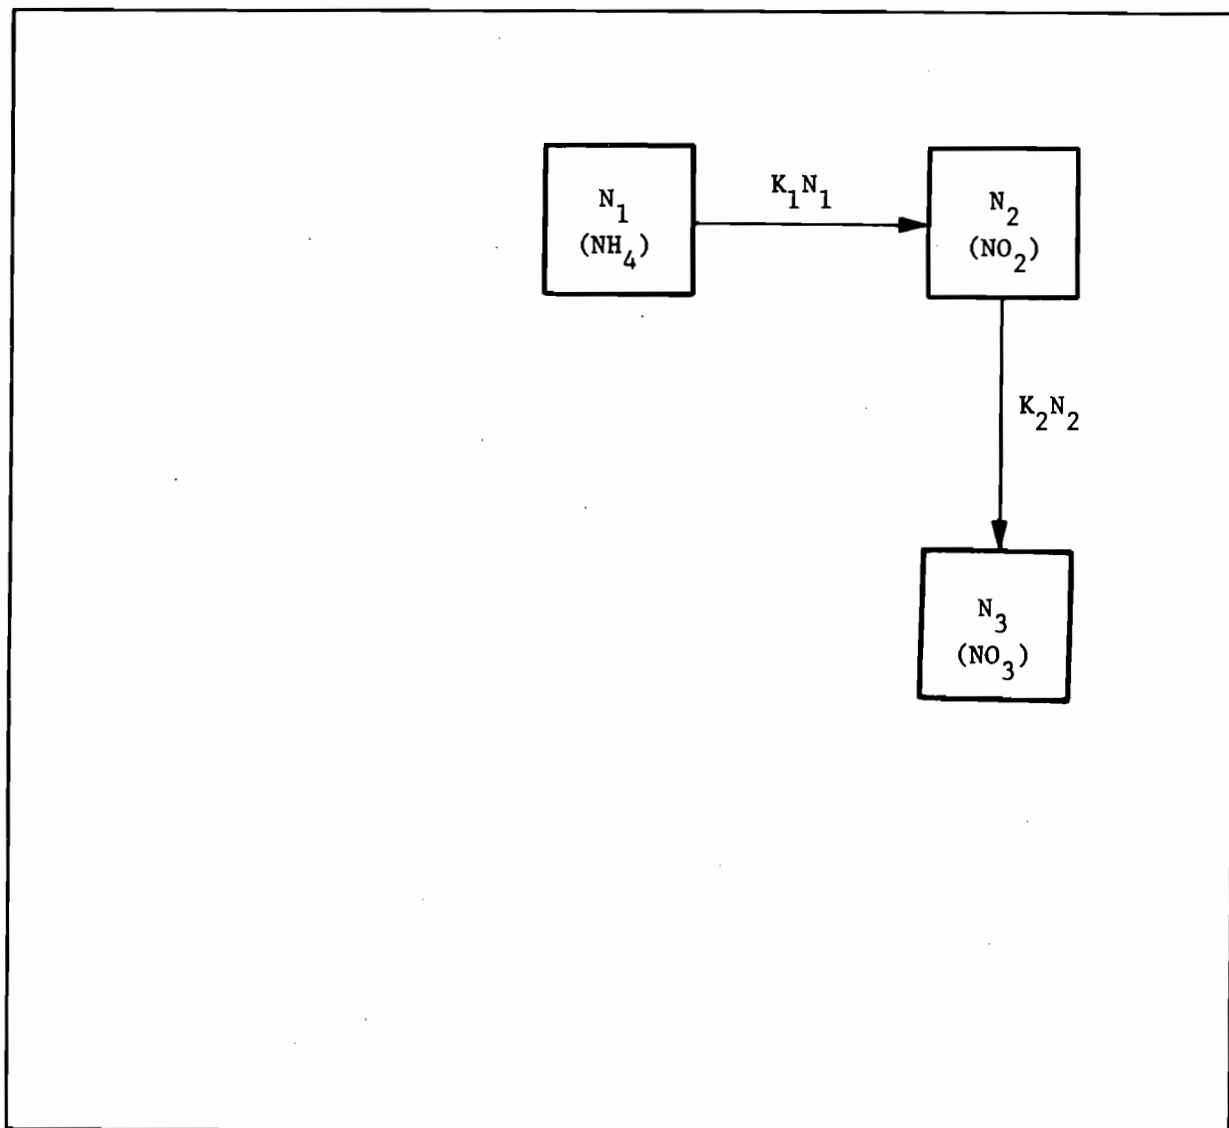 N₁
(NH₄)
K₁N₁
N₂
(NO₂)
K₂N₂
N₃
(NO₃)